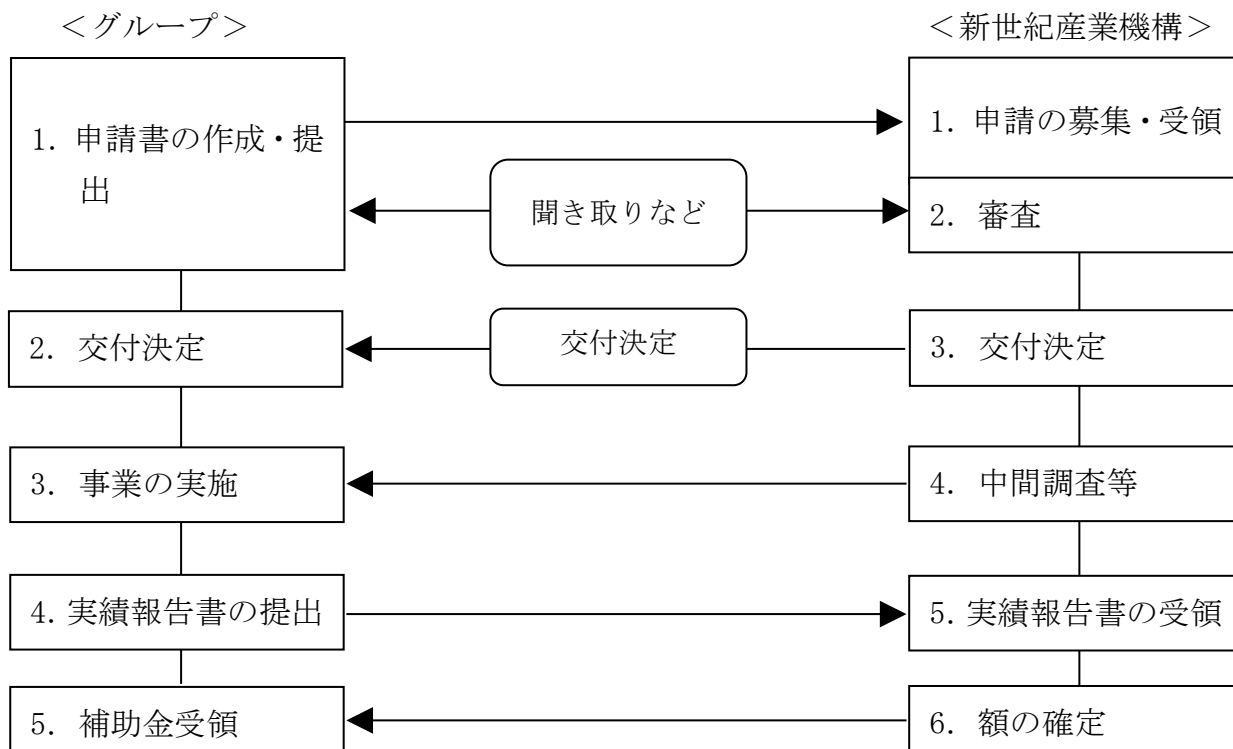 ＜グループ＞
＜新世紀産業機構＞
1. 申請書の作成・提
出
1. 申請の募集・受領
聞き取りなど
2. 審査
2. 交付決定
交付決定
3. 交付決定
3. 事業の実施
4. 中間調査等
4. 実績報告書の提出
5. 実績報告書の受領
5. 補助金受領
6. 額の確定